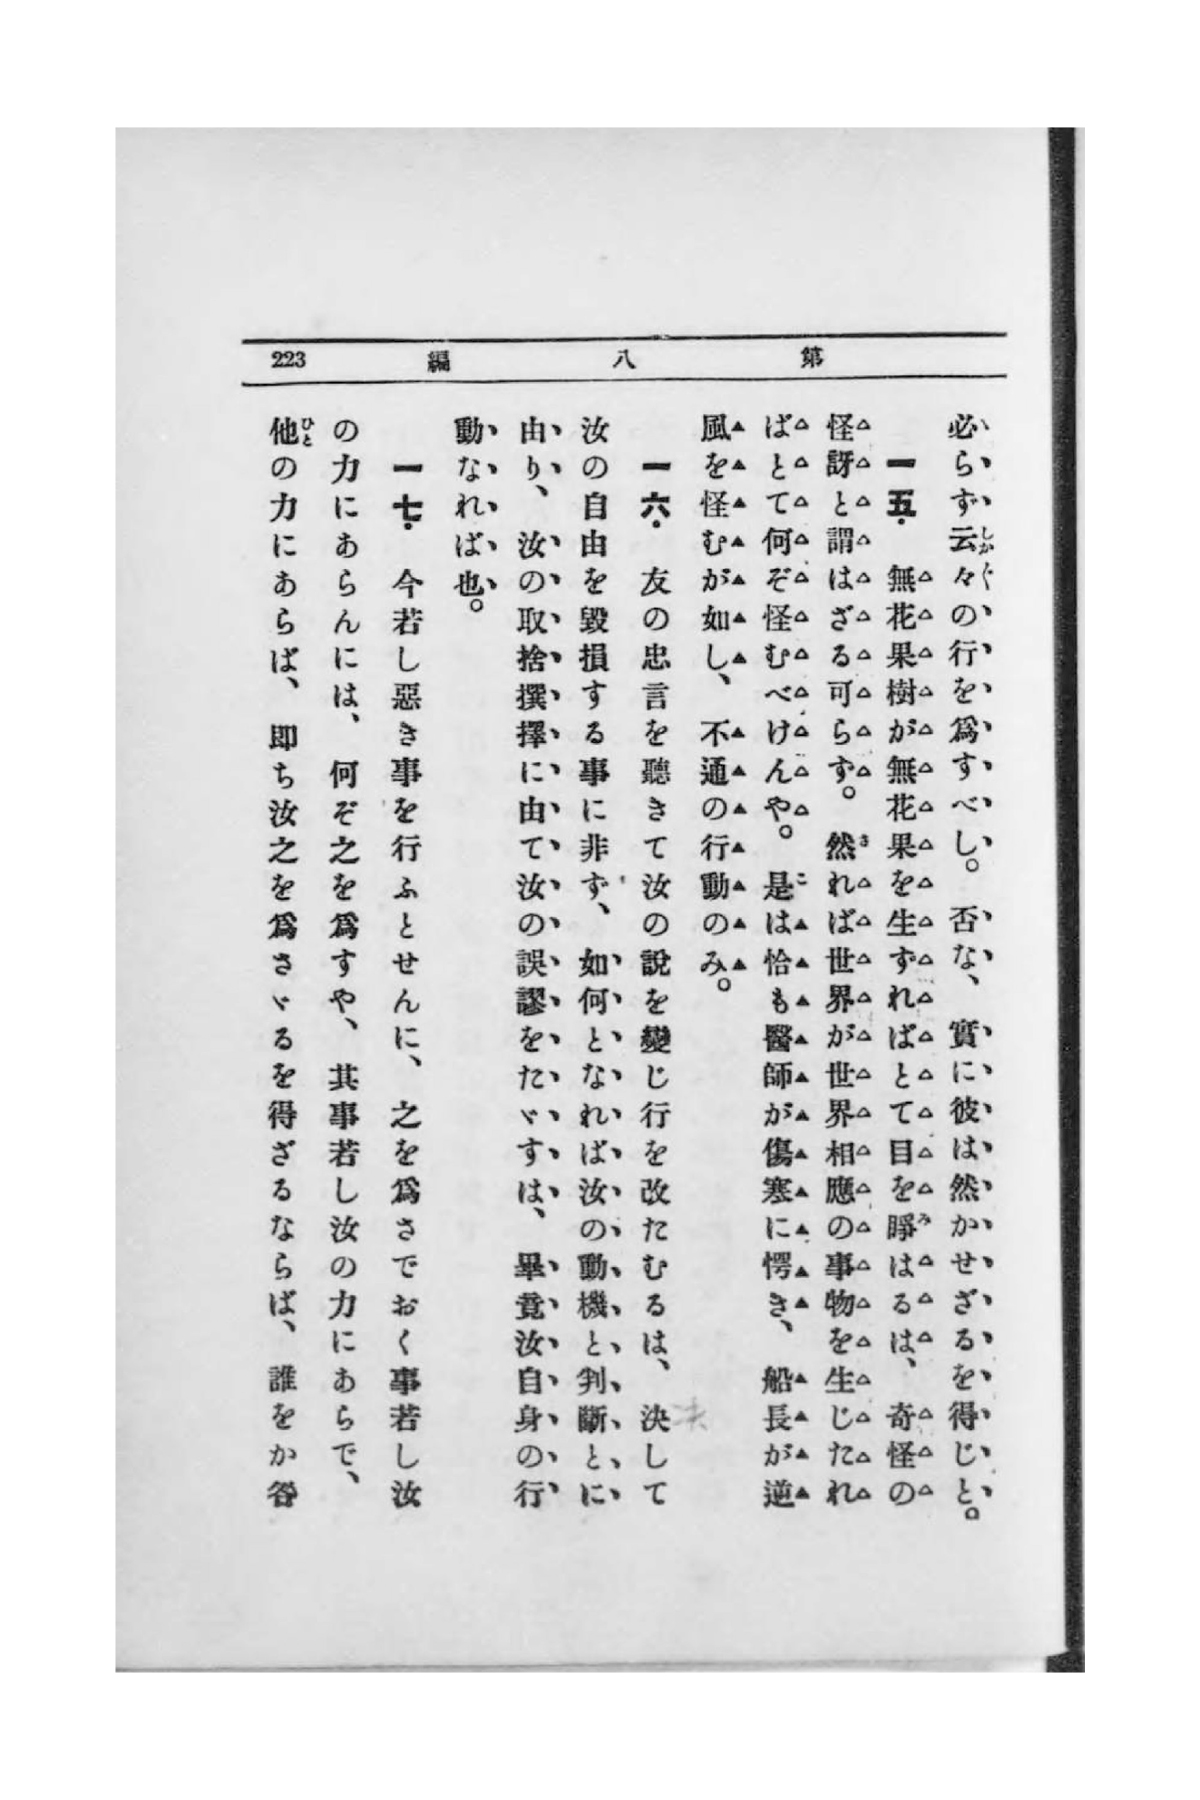 第八編 223
必らず云々の行を爲すべし。否な、實に彼は然かせざるを得じと。
一五. 無花果樹が無花果を生ずればとて目を睜はるは、奇怪の
怪訝と謂はざる可らず。然れば世界が世界相應の事物を生じたれ
ばとて何ぞ怪むべけんや。是は恰も醫師が傷寒に愕き、船長が逆
風を怪むが如し、不通の行動のみ。
一六. 友の忠言を聽きて汝の說を變じ行を改たむるは、決して
汝の自由を毀損する事に非ず、如何となれば汝の動機と判斷とに
由り、汝の取捨撰擇に由て汝の誤謬をたゞすは、畢竟汝自身の行
動なれば也。
一七. 今若し惡き事を行ふとせんに、之を爲さでおく事若し汝
の力にあらんには、何ぞ之を爲すや、其事若し汝の力にあらで、
他の力にあらば、即ち汝之を爲さゞるを得ざるならば、誰をか咎